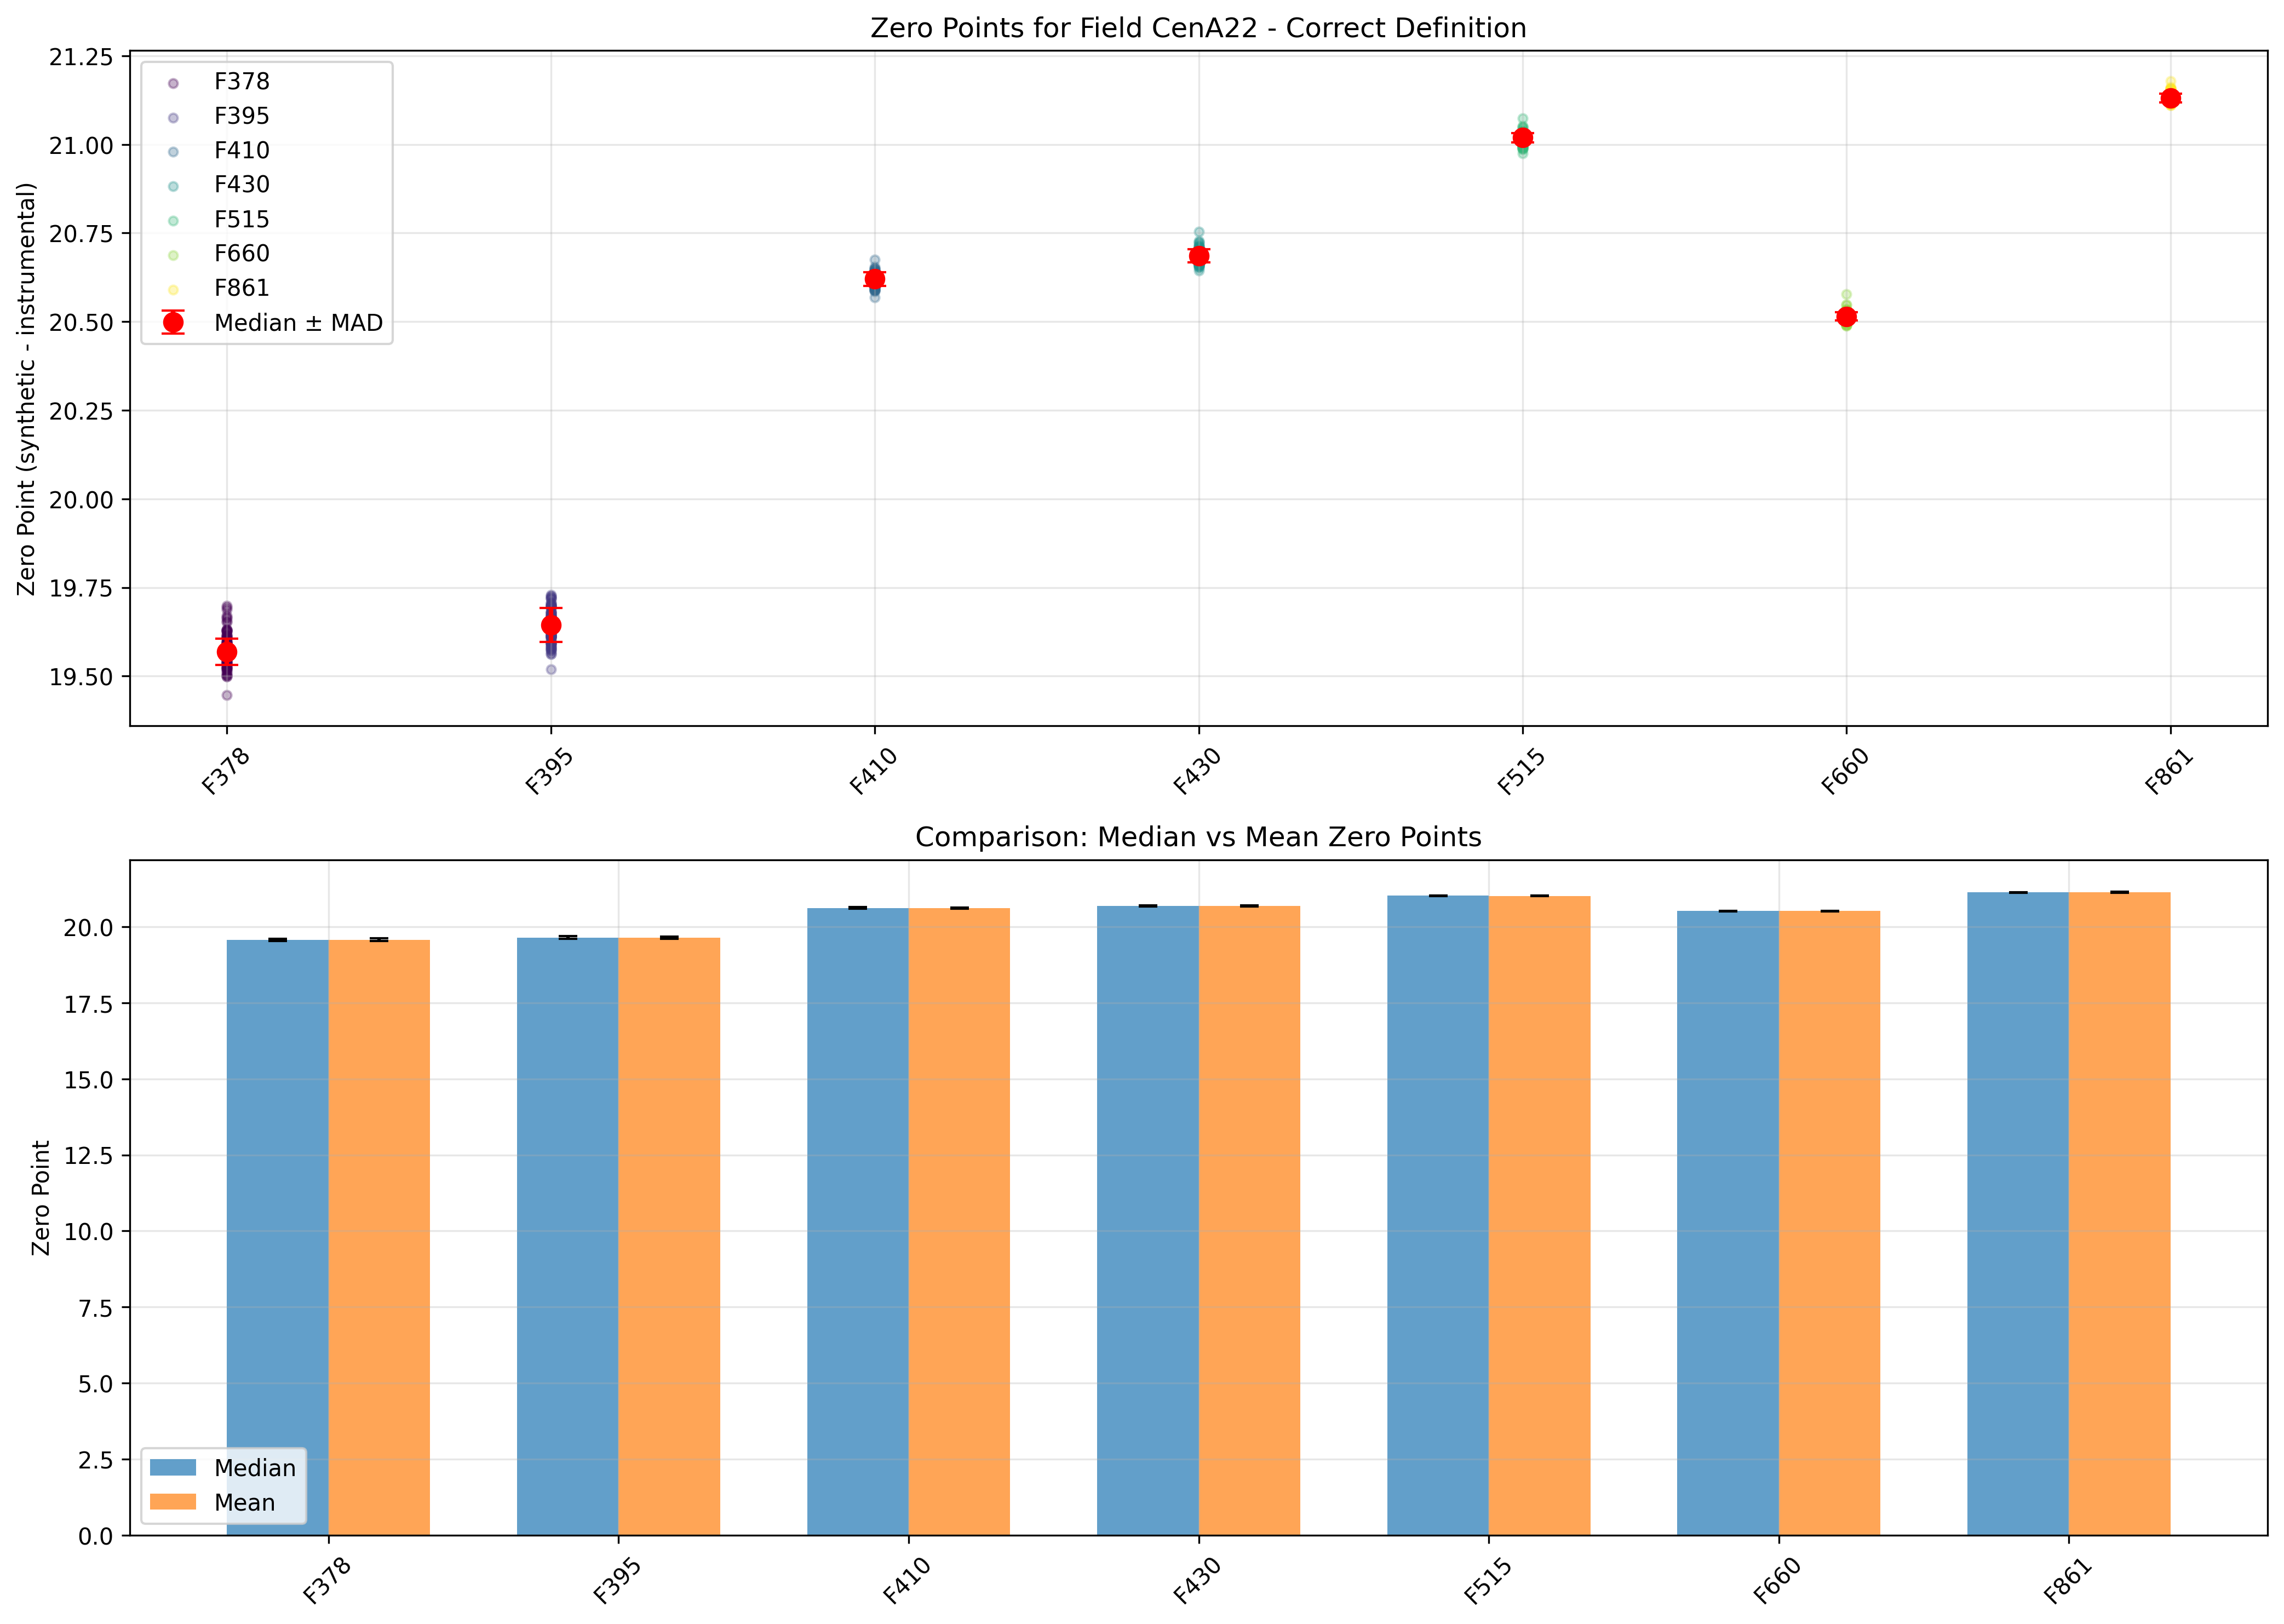 Zero Points for Field CenA22 - Correct Definition
Zero Point (synthetic - instrumental)
21.25
21.00
20.75
20.50
20.25
20.00
19.75
19.50
F378
F395
F410
F430
F515
F660
F861
Median ± MAD
F378
F395
F410
F430
F515
F660
F861
Comparison: Median vs Mean Zero Points
Zero Point
20.0
17.5
15.0
12.5
10.0
7.5
5.0
2.5
0.0
Median
Mean
F378
F395
F410
F430
F515
F660
F861